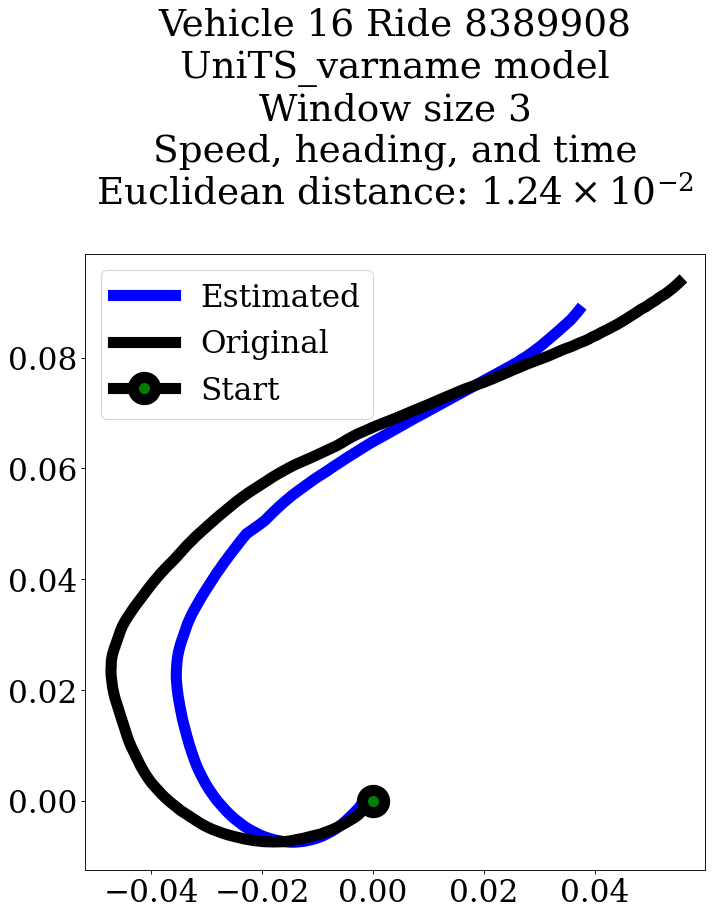 Vehicle 16 Ride 8389908
UniTS_varname model
Window size 3
Speed, heading, and time
Euclidean distance: 1.24 × 10⁻²
Estimated
Original
Start
0.08
0.06
0.04
0.02
0.00
−0.04 −0.02 0.00 0.02 0.04